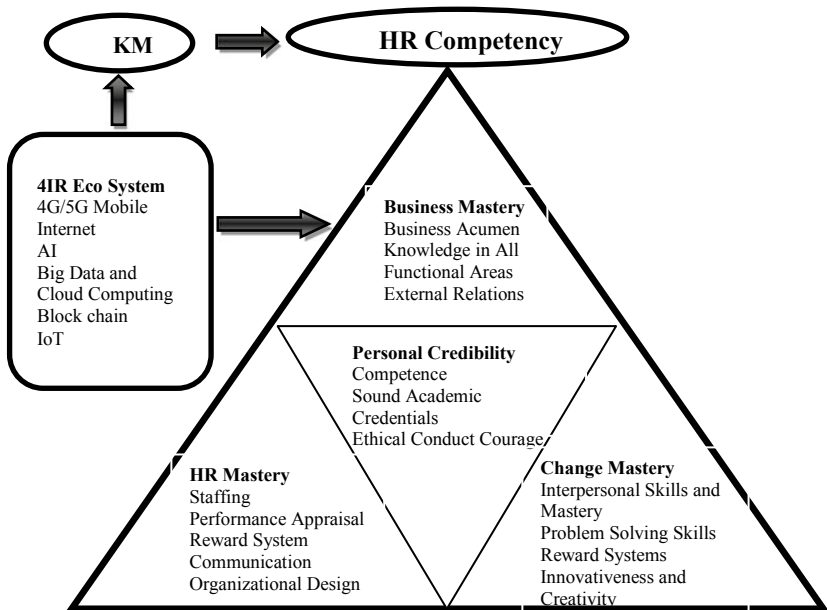 KM
HR Competency
4IR Eco System
4G/5G Mobile
Internet
AI
Big Data and
Cloud Computing
Block chain
IoT
Business Mastery
Business Acumen
Knowledge in All
Functional Areas
External Relations
Personal Credibility
Competence
Sound Academic
Credentials
Ethical Conduct Courage
HR Mastery
Staffing
Performance Appraisal
Reward System
Communication
Organizational Design
Change Mastery
Interpersonal Skills and
Mastery
Problem Solving Skills
Reward Systems
Innovativeness and
Creativity